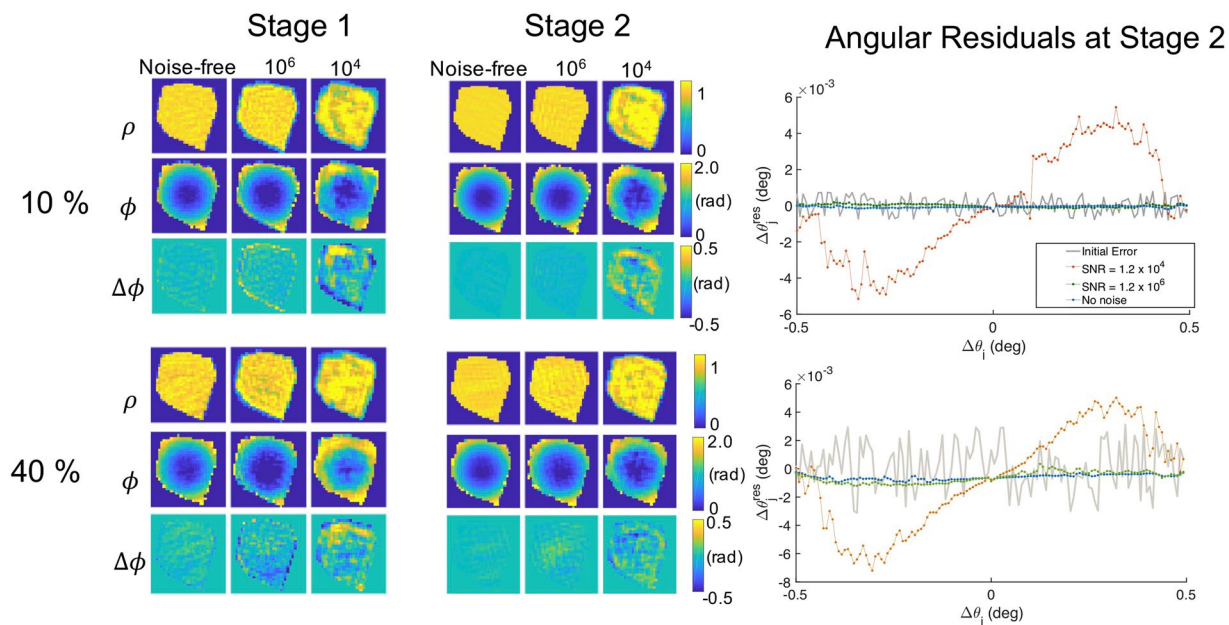 Stage 1
Stage 2
Angular Residuals at Stage 2
Noise-free 10⁶ 10⁴
Noise-free 10⁶ 10⁴
10 %
ρ
ϕ
Δϕ
1
0
2.0
(rad)
0
0.5
(rad)
-0.5
×10⁻³
6
4
2
0
-2
-4
-6
Δθⱼʳᵉˢ (deg)
Initial Error
SNR = 1.2 x 10⁴
SNR = 1.2 x 10⁶
No noise
-0.5 0 0.5
Δθⱼ (deg)
40 %
ρ
ϕ
Δϕ
1
0
2.0
(rad)
0
0.5
(rad)
-0.5
×10⁻³
6
4
2
0
-2
-4
-6
-8
Δθⱼʳᵉˢ (deg)
-0.5 0 0.5
Δθⱼ (deg)